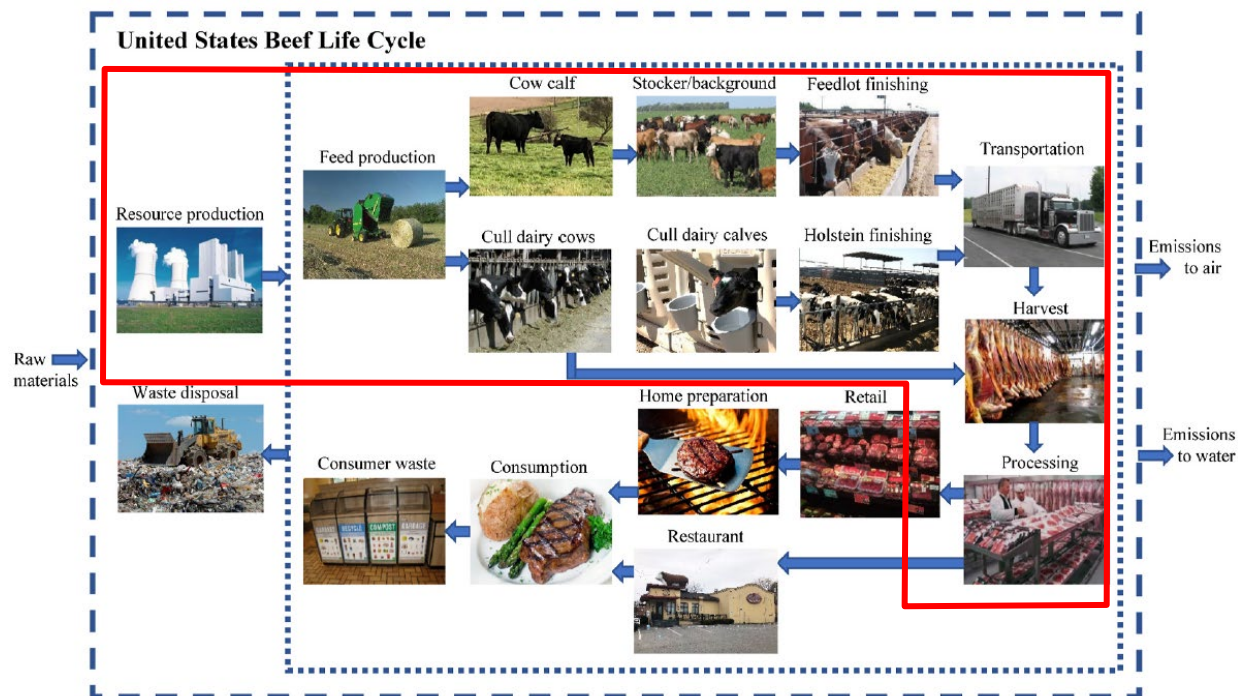 United States Beef Life Cycle
Cow calf
Stocker/background
Feedlot finishing
Feed production
Transportation
Resource production
Cull dairy cows
Cull dairy calves
Holstein finishing
Emissions
to air
Harvest
Raw
materials
Waste disposal
Home preparation
Retail
Emissions
to water
Consumer waste
Consumption
Processing
Restaurant
RECYCLE
COMPOST